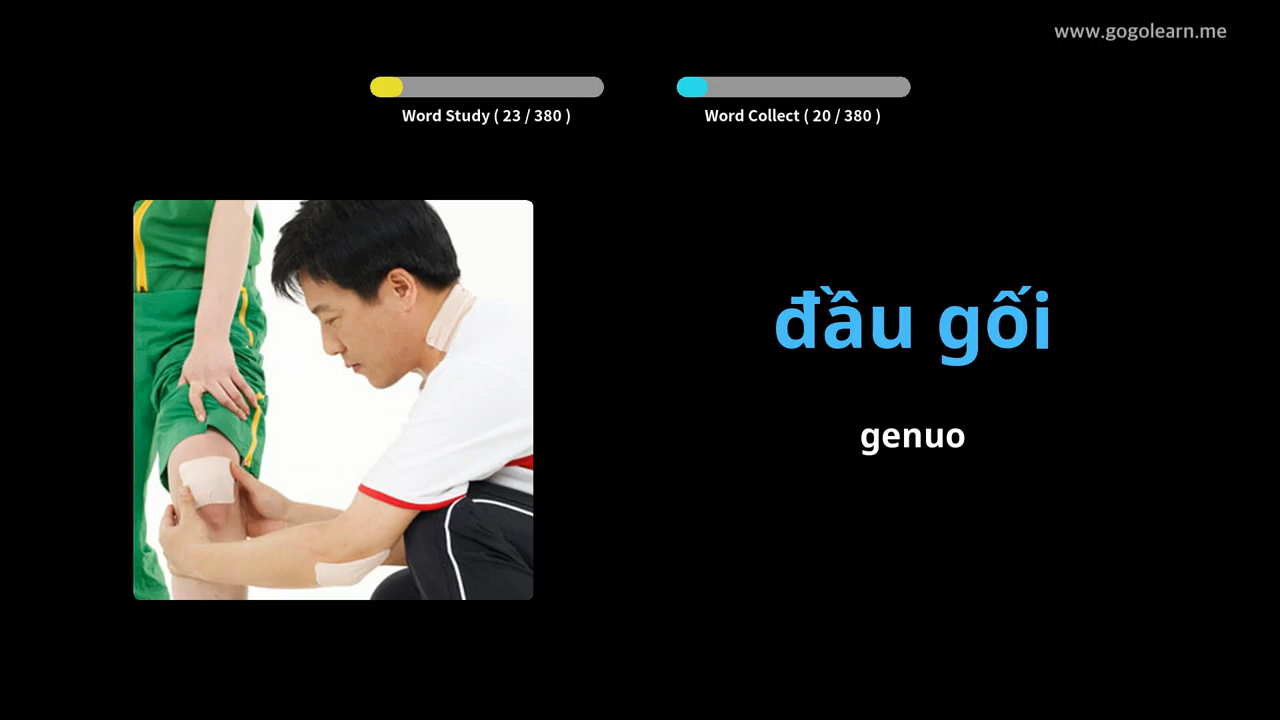 www.gogolearn.me
Word Study ( 23 / 380 )
Word Collect ( 20 / 380 )
đầu gối
genuo